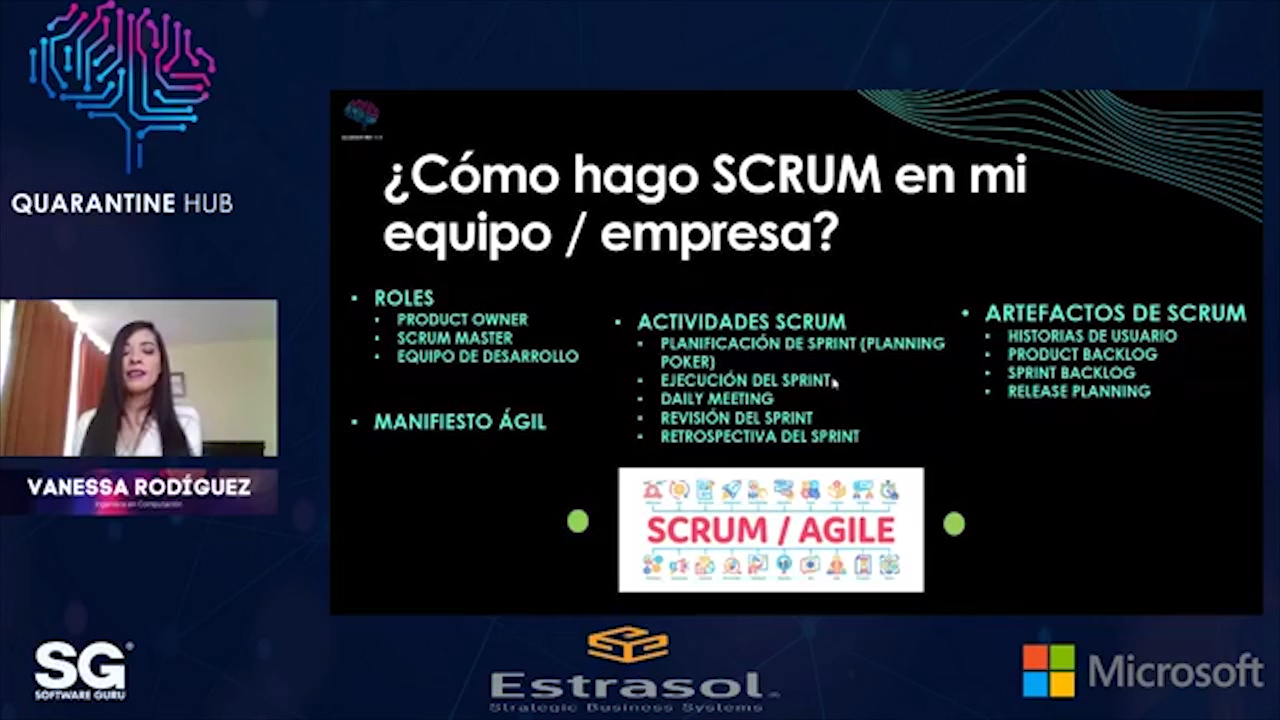 QUARANTINE HUB
¿Cómo hago SCRUM en mi
equipo / empresa?
ROLES
PRODUCT OWNER
SCRUM MASTER
EQUIPO DE DESARROLLO
MANIFIESTO ÁGIL
ACTIVIDADES SCRUM
PLANIFICACIÓN DE SPRINT (PLANNING
POKER)
EJECUCIÓN DEL SPRINT
DAILY MEETING
REVISIÓN DEL SPRINT
RETROSPECTIVA DEL SPRINT
ARTEFACTOS DE SCRUM
HISTORIAS DE USUARIO
PRODUCT BACKLOG
SPRINT BACKLOG
RELEASE PLANNING
SCRUM / AGILE
VANESSA RODÍGUEZ
Ingeniera en Computación
SG
SOFTWARE GURU
Estrasol
Strategic Business Systems
Microsoft